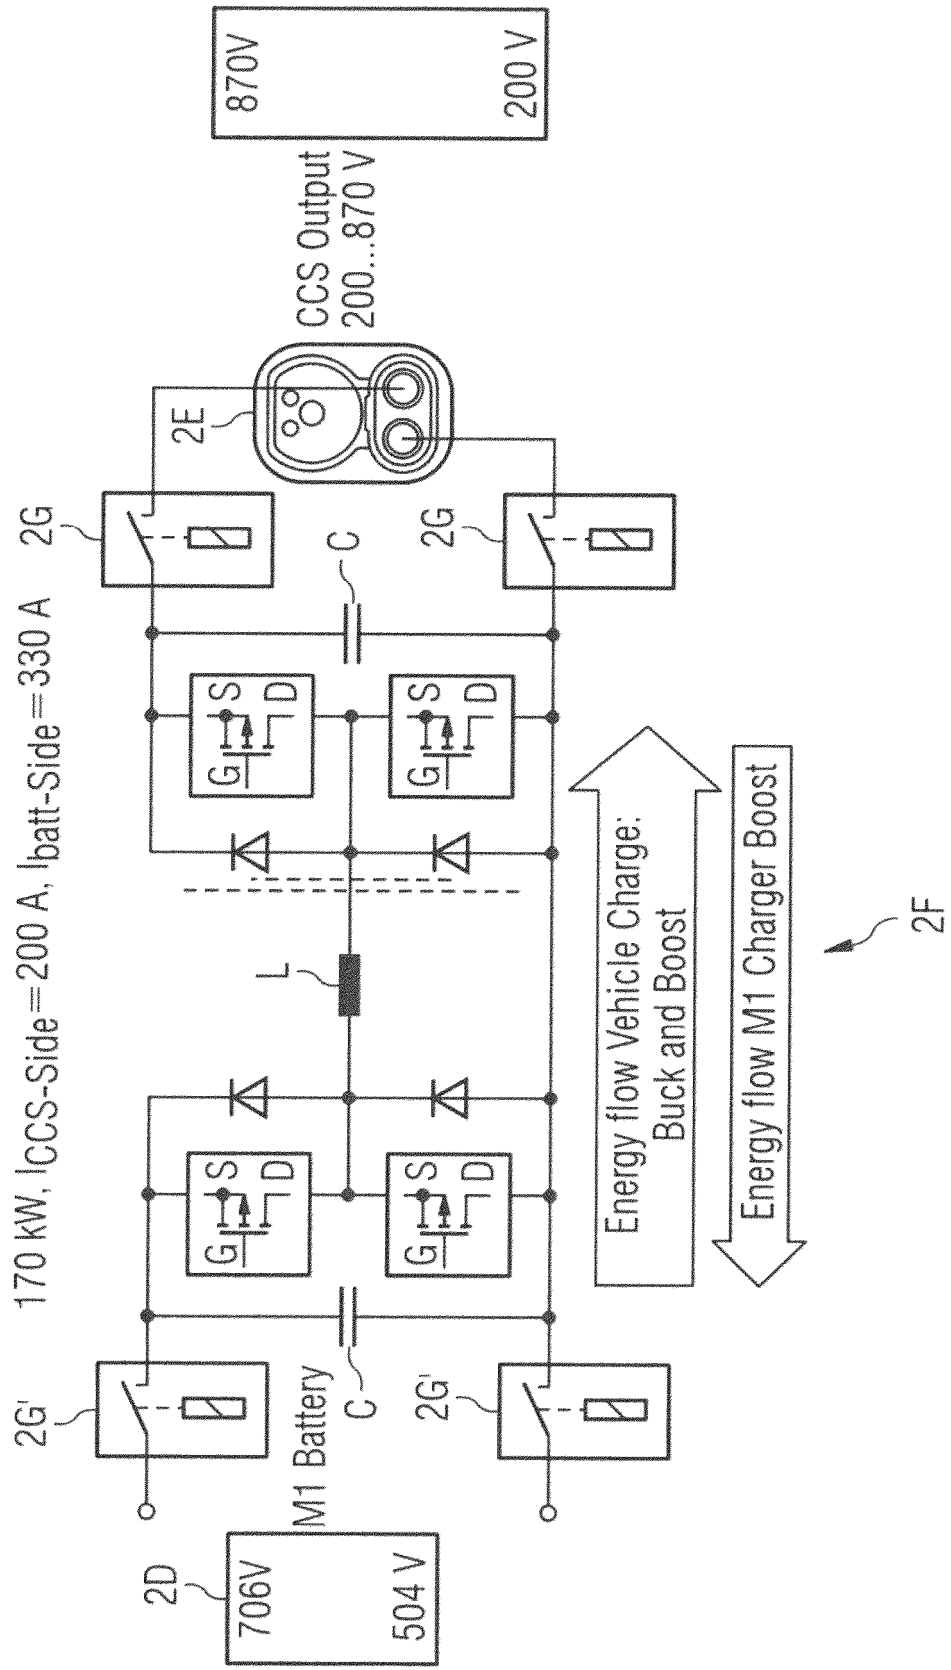 170 kW, ICCS-Side=200 A, Ibatt-Side=330 A
2D
706V
504 V
M1 Battery
2G'
2G'
C
G
S
D
G
S
D
L
G
S
D
G
S
D
C
2G
2G
2E
CCS Output
200...870 V
870V
200 V
Energy flow Vehicle Charge:
Buck and Boost
Energy flow M1 Charger Boost
2F